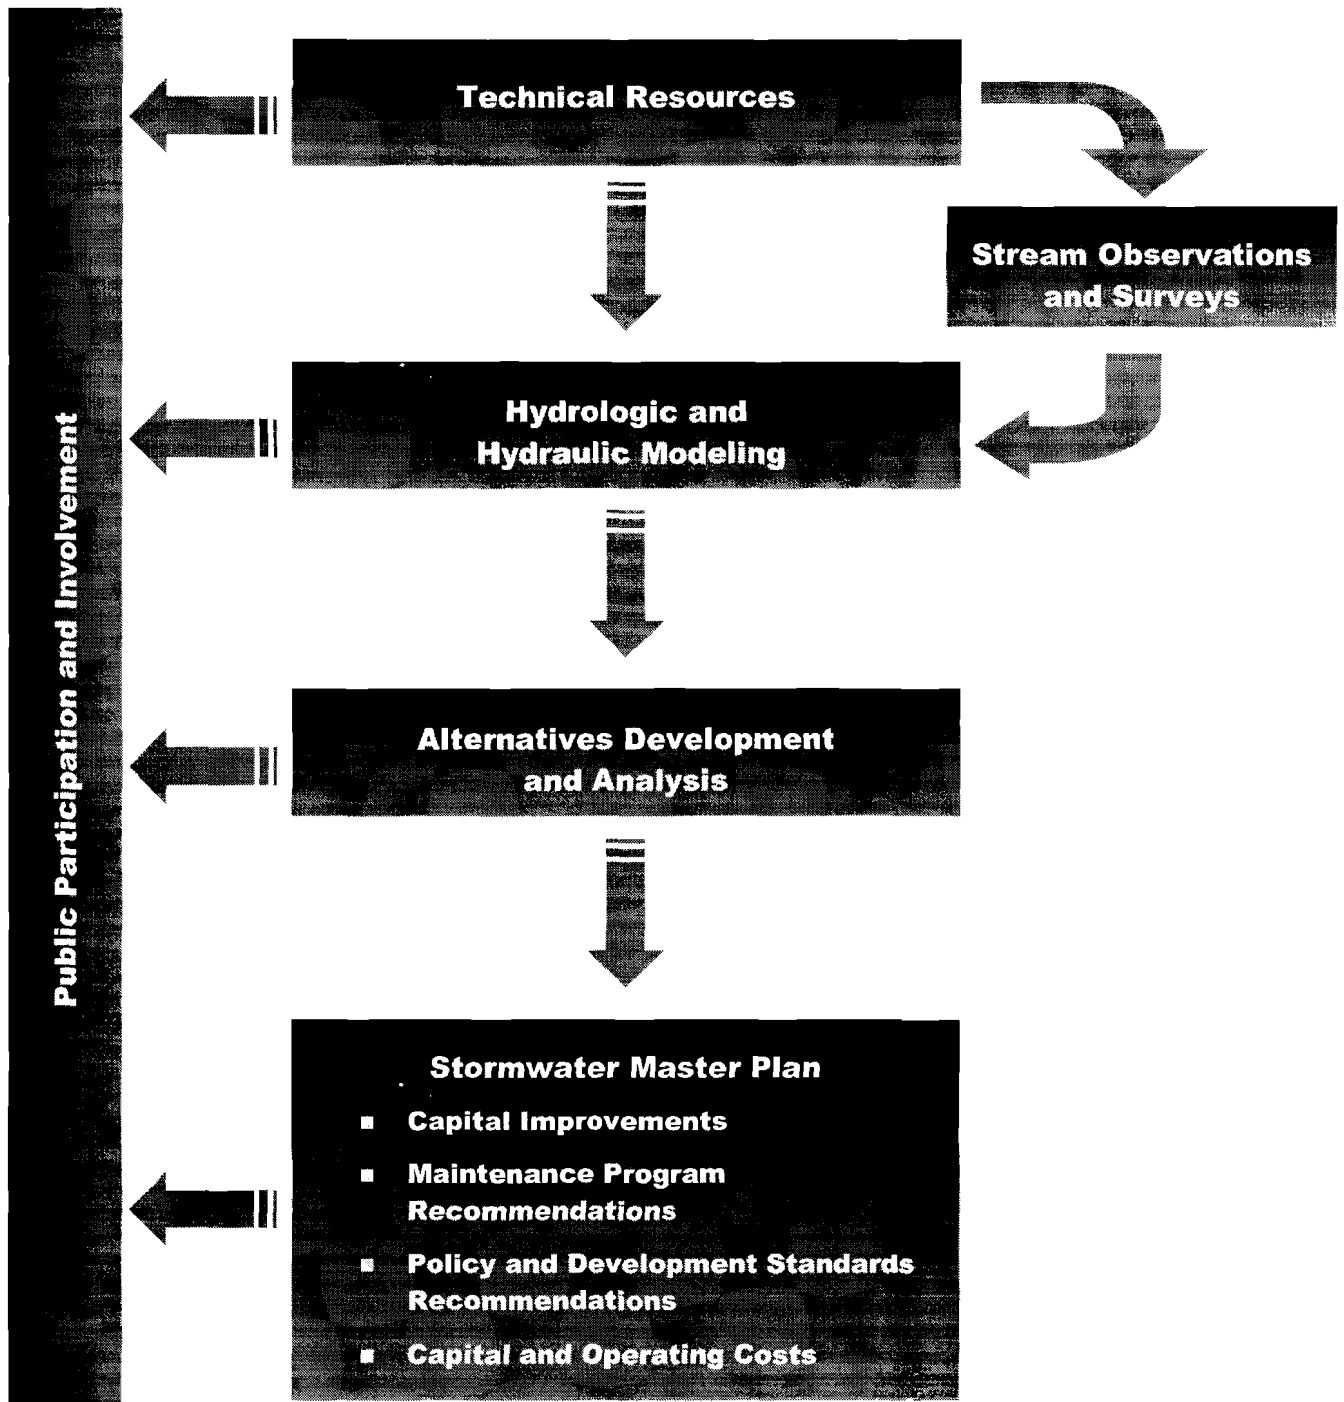 Public Participation and Involvement
Technical Resources
Stream Observations
and Surveys
Hydrologic and
Hydraulic Modeling
Alternatives Development
and Analysis
Stormwater Master Plan
▪ Capital Improvements
▪ Maintenance Program
Recommendations
▪ Policy and Development Standards
Recommendations
▪ Capital and Operating Costs